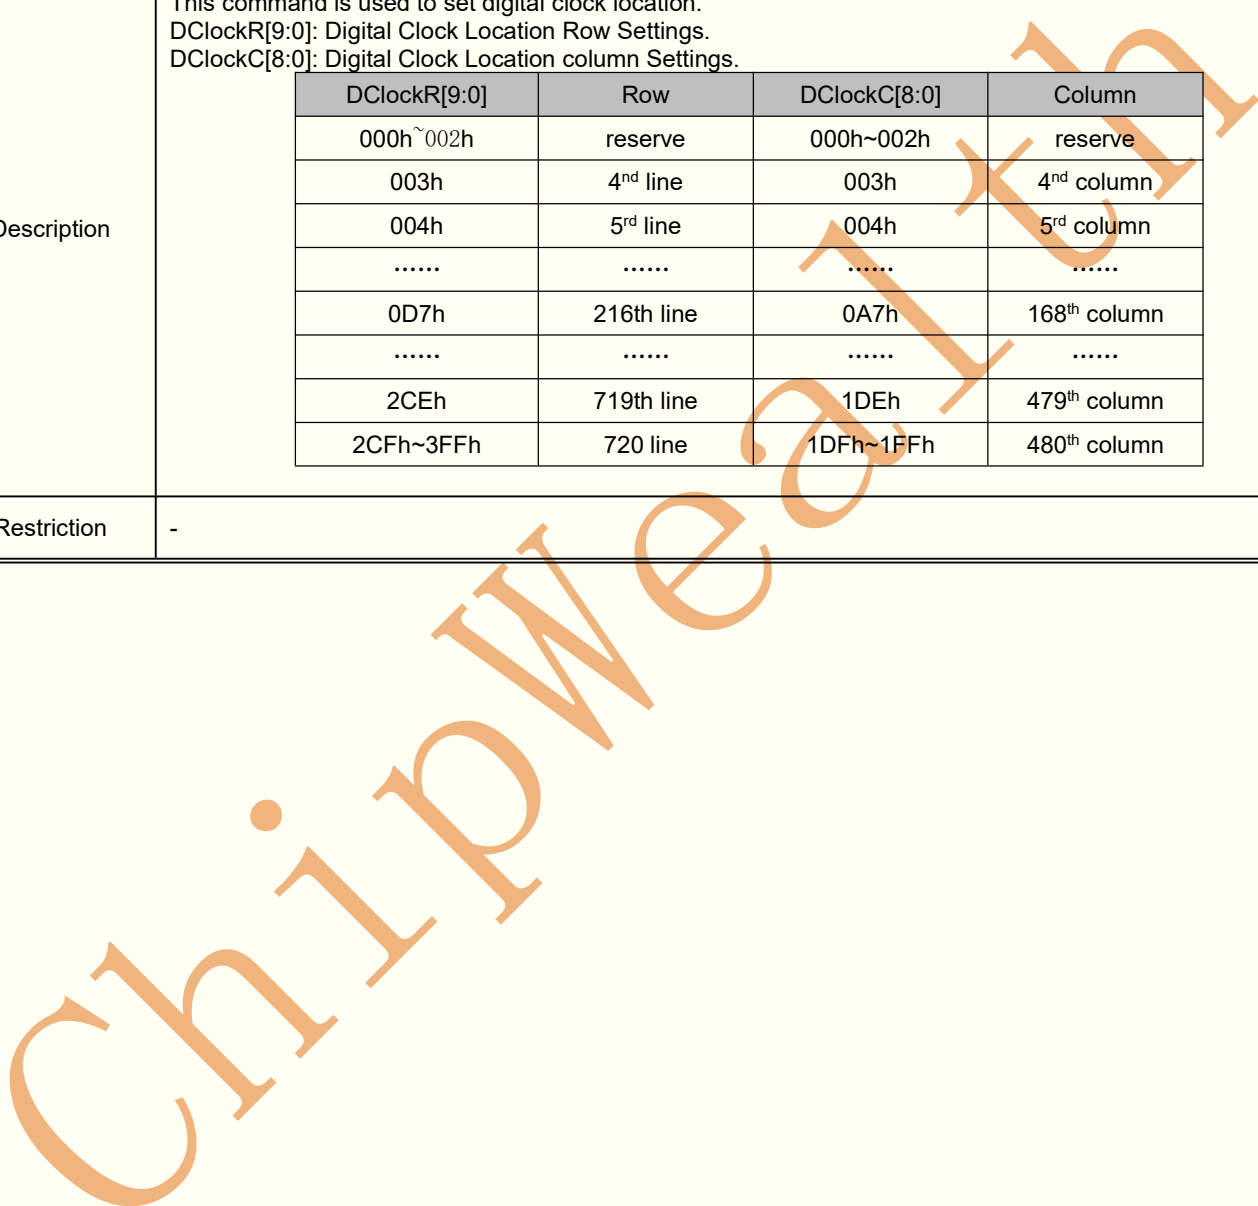 This command is used to set digital clock location.
DClockR[9:0]: Digital Clock Location Row Settings.
DClockC[8:0]: Digital Clock Location column Settings.
DClockR[9:0] Row DClockC[8:0] Column
000h~002h reserve 000h~002h reserve
003h 4nd line 003h 4nd column
004h 5rd line 004h 5rd column
Description
…… …… …… ……
0D7h 216th line 0A7h 168th column
…… …… …… ……
2CEh 719th line 1DEh 479th column
2CFh~3FFh 720 line 1DFh~1FFh 480th column
Restriction -
ChipWealth